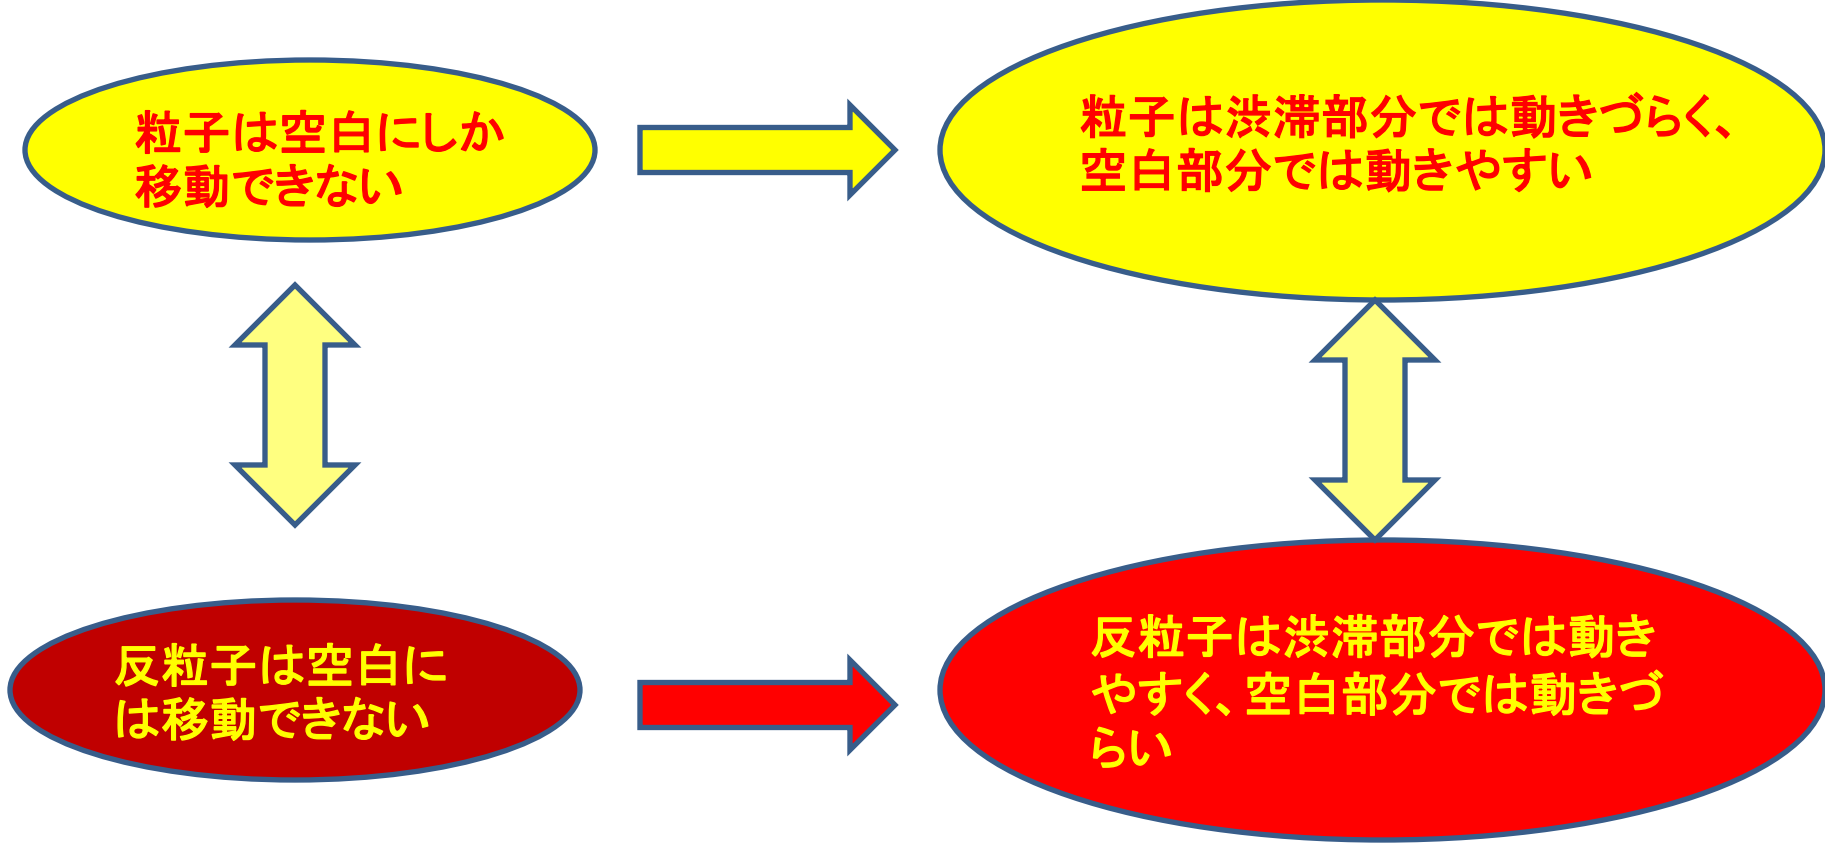 粒子は空白にしか
移動できない
粒子は渋滞部分では動きづらく、
空白部分では動きやすい
反粒子は空白に
は移動できない
反粒子は渋滞部分では動き
やすく、空白部分では動きづ
らい